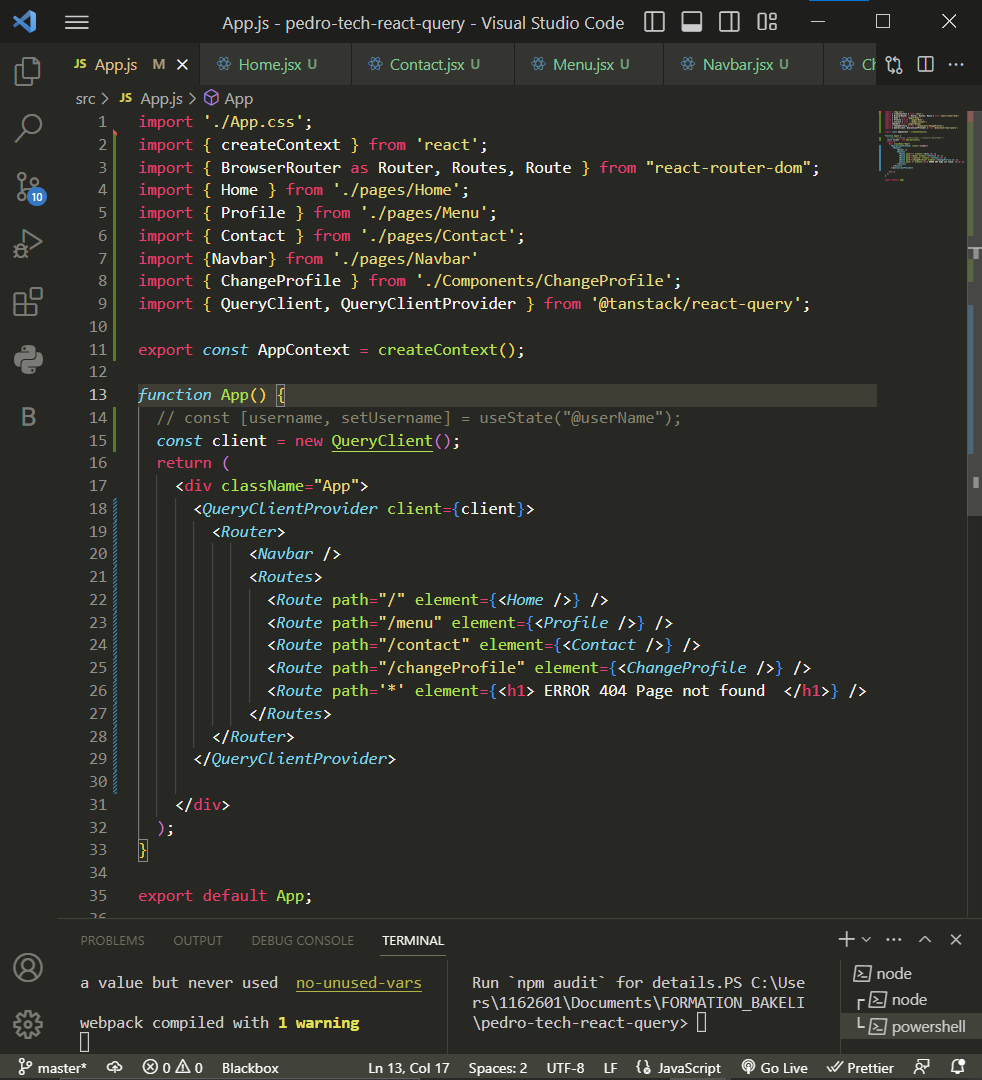 App.js - pedro-tech-react-query - Visual Studio Code
JS App.js M Home.jsx U Contact.jsx U Menu.jsx U Navbar.jsx U Ch
src > JS App.js > App
1 import './App.css';
2 import { createContext } from 'react';
3 import { BrowserRouter as Router, Routes, Route } from "react-router-dom";
4 import { Home } from './pages/Home';
5 import { Profile } from './pages/Menu';
6 import { Contact } from './pages/Contact';
7 import {Navbar} from './pages/Navbar'
8 import { ChangeProfile } from './Components/ChangeProfile';
9 import { QueryClient, QueryClientProvider } from '@tanstack/react-query';
10
11 export const AppContext = createContext();
12
13 function App() {
14 // const [username, setUsername] = useState("@userName");
15 const client = new QueryClient();
16 return (
17 <div className="App">
18 <QueryClientProvider client={client}>
19 <Router>
20 <Navbar />
21 <Routes>
22 <Route path="/" element={<Home />} />
23 <Route path="/menu" element={<Profile />} />
24 <Route path="/contact" element={<Contact />} />
25 <Route path="/changeProfile" element={<ChangeProfile />} />
26 <Route path='*' element={<h1> ERROR 404 Page not found  </h1>} />
27 </Routes>
28 </Router>
29 </QueryClientProvider>
30
31 </div>
32 );
33 }
34
35 export default App;
36
10
B
PROBLEMS OUTPUT DEBUG CONSOLE TERMINAL
a value but never used no-unused-vars
webpack compiled with 1 warning
Run `npm audit` for details.PS C:\Use
rs\1162601\Documents\FORMATION_BAKELI
\pedro-tech-react-query>
node
node
powershell
master* 0 0 Blackbox Ln 13, Col 17 Spaces: 2 UTF-8 LF JavaScript Go Live Prettier